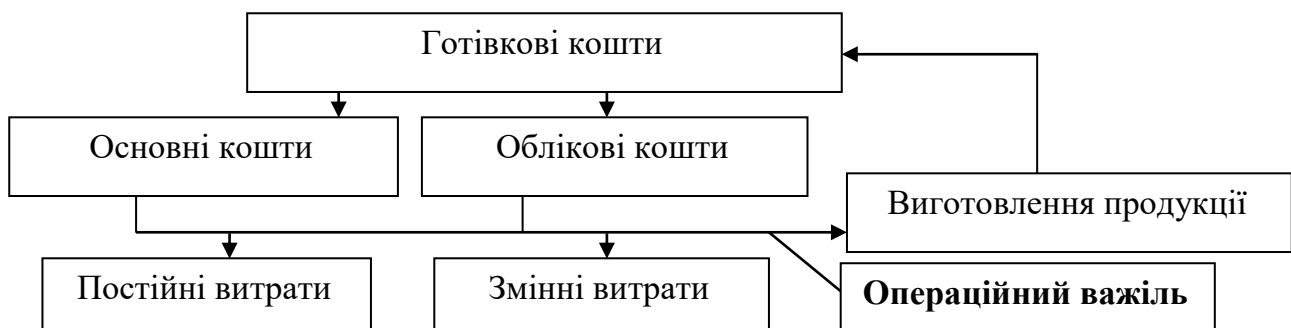 Готівкові кошти
Основні кошти
Облікові кошти
Виготовлення продукції
Постійні витрати
Змінні витрати
Операційний важіль